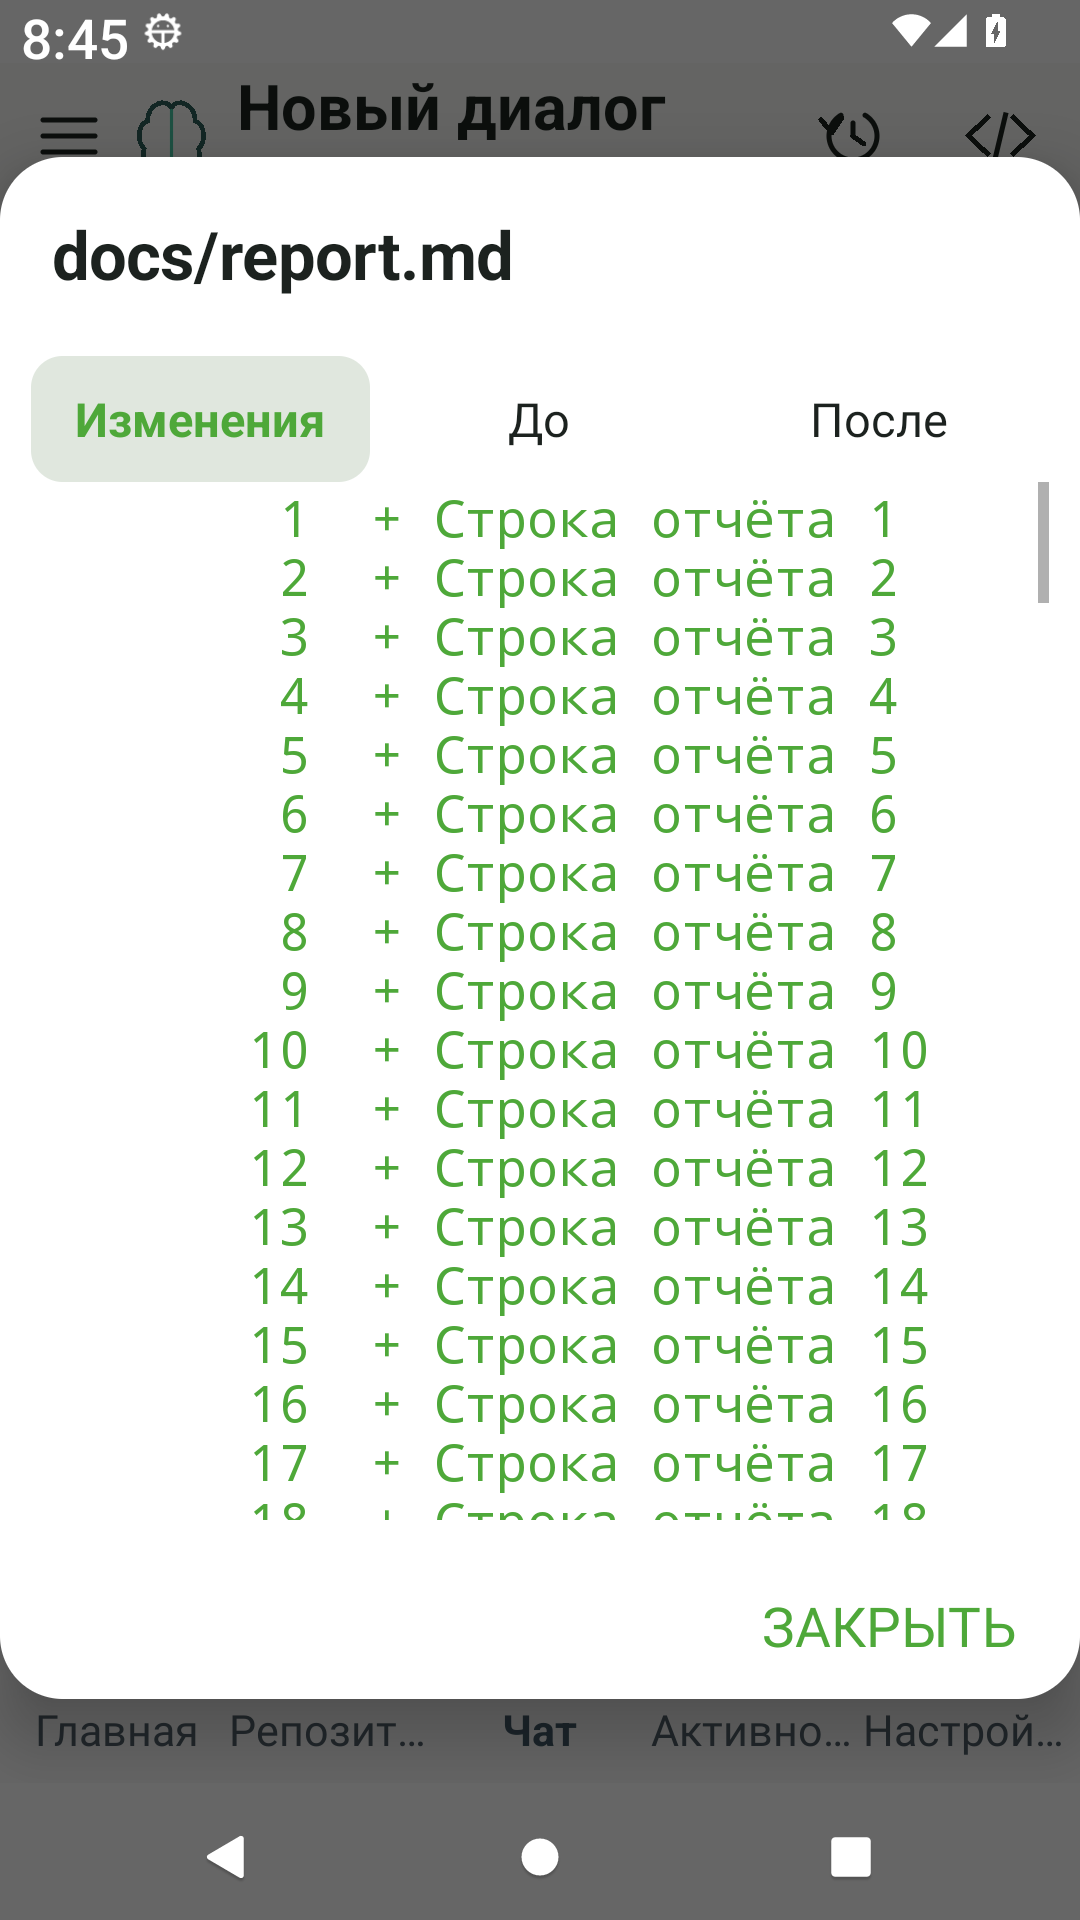 8:45
Новый диалог
docs/report.md
Изменения До После
1 + Строка отчёта 1
2 + Строка отчёта 2
3 + Строка отчёта 3
4 + Строка отчёта 4
5 + Строка отчёта 5
6 + Строка отчёта 6
7 + Строка отчёта 7
8 + Строка отчёта 8
9 + Строка отчёта 9
10 + Строка отчёта 10
11 + Строка отчёта 11
12 + Строка отчёта 12
13 + Строка отчёта 13
14 + Строка отчёта 14
15 + Строка отчёта 15
16 + Строка отчёта 16
17 + Строка отчёта 17
18 + Строка отчёта 18
ЗАКРЫТЬ
Главная Репозит... Чат Активно... Настрой...